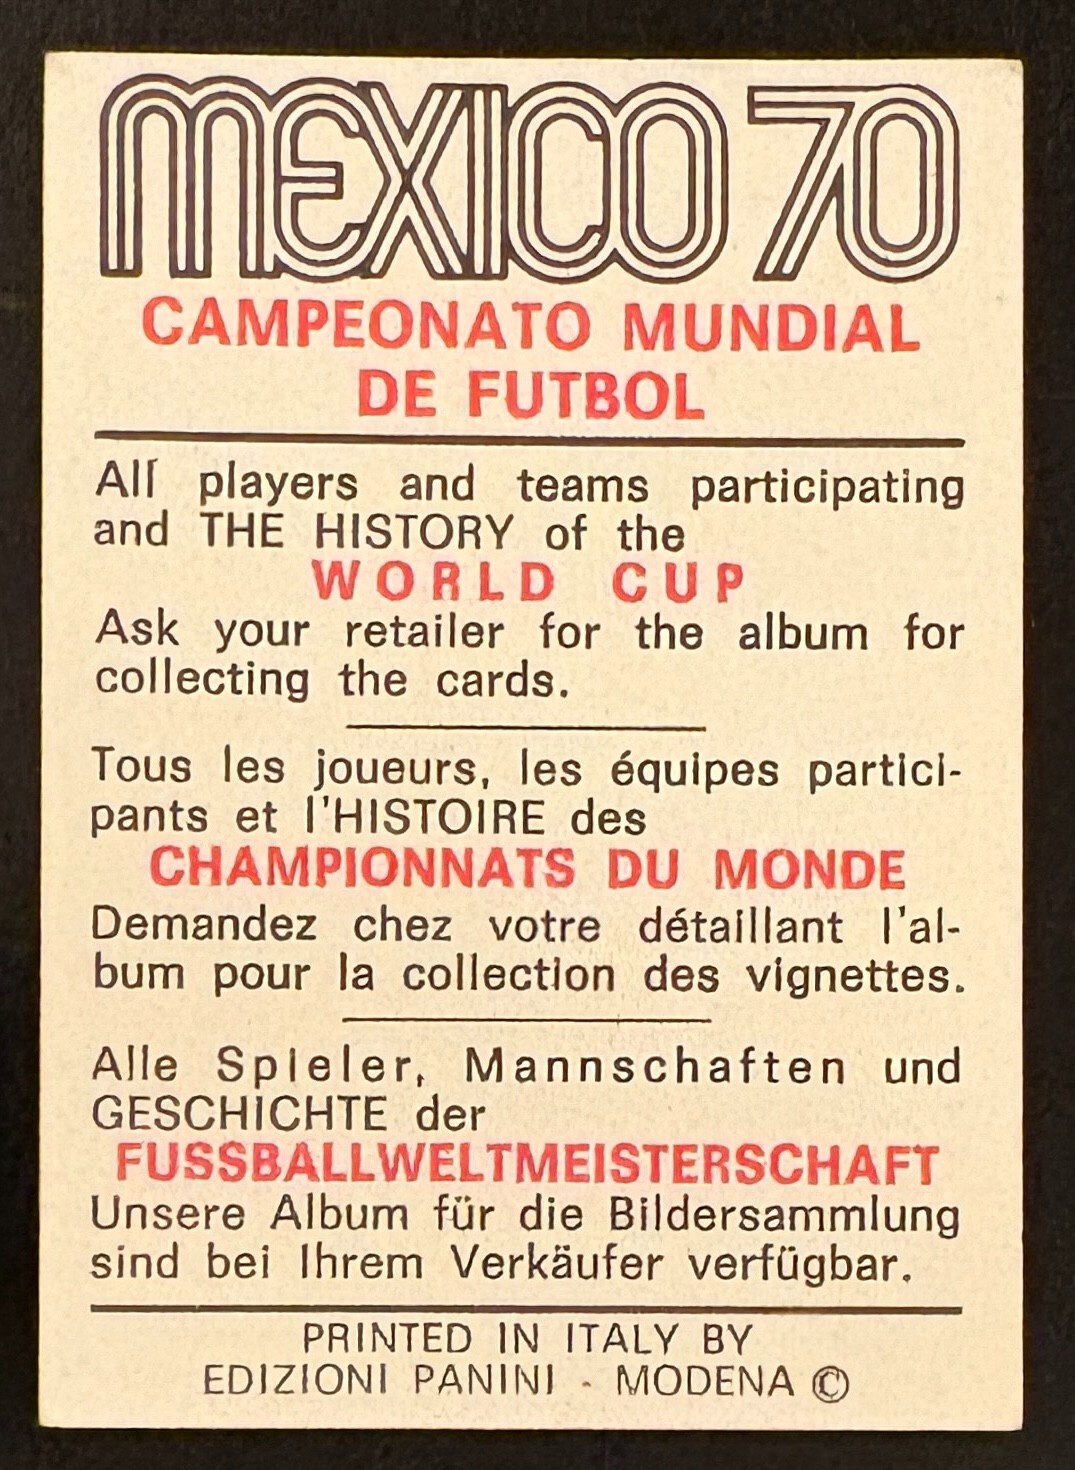 MEXICO 70
CAMPEONATO MUNDIAL
DE FUTBOL
All players and teams participating
and THE HISTORY of the
WORLD CUP
Ask your retailer for the album for
collecting the cards.
Tous les joueurs, les équipes partici-
pants et l'HISTOIRE des
CHAMPIONNATS DU MONDE
Demandez chez votre détaillant l'al-
bum pour la collection des vignettes.
Alle Spieler, Mannschaften und
GESCHICHTE der
FUSSBALLWELTMEISTERSCHAFT
Unsere Album für die Bildersammlung
sind bei Ihrem Verkäufer verfügbar.
PRINTED IN ITALY BY
EDIZIONI PANINI - MODENA ©